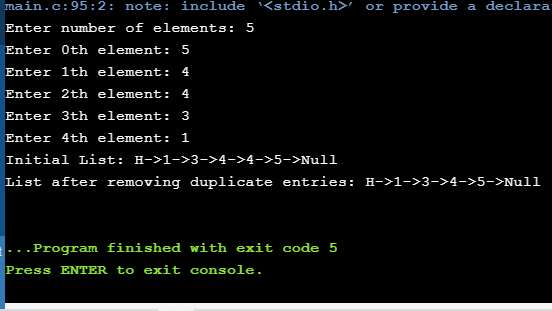 main.c:95:2: note: include ‘<stdio.h>’ or provide a declara
Enter number of elements: 5
Enter 0th element: 5
Enter 1th element: 4
Enter 2th element: 4
Enter 3th element: 3
Enter 4th element: 1
Initial List: H->1->3->4->4->5->Null
List after removing duplicate entries: H->1->3->4->5->Null
...Program finished with exit code 5
Press ENTER to exit console.